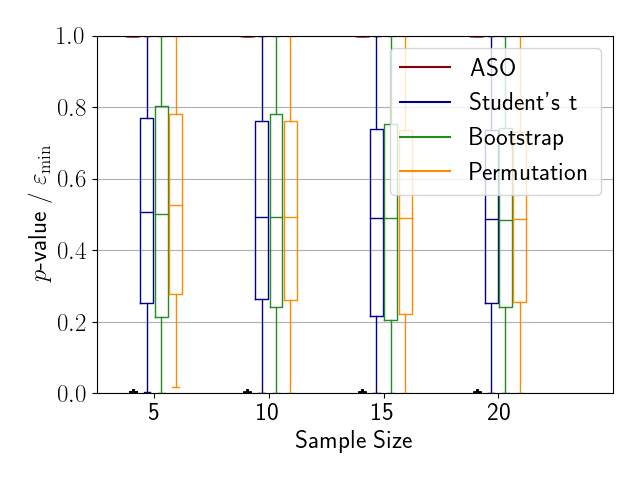 1.0
0.8
0.6
0.4
0.2
0.0
p-value / εmin
5
10
15
20
Sample Size
ASO
Student's t
Bootstrap
Permutation